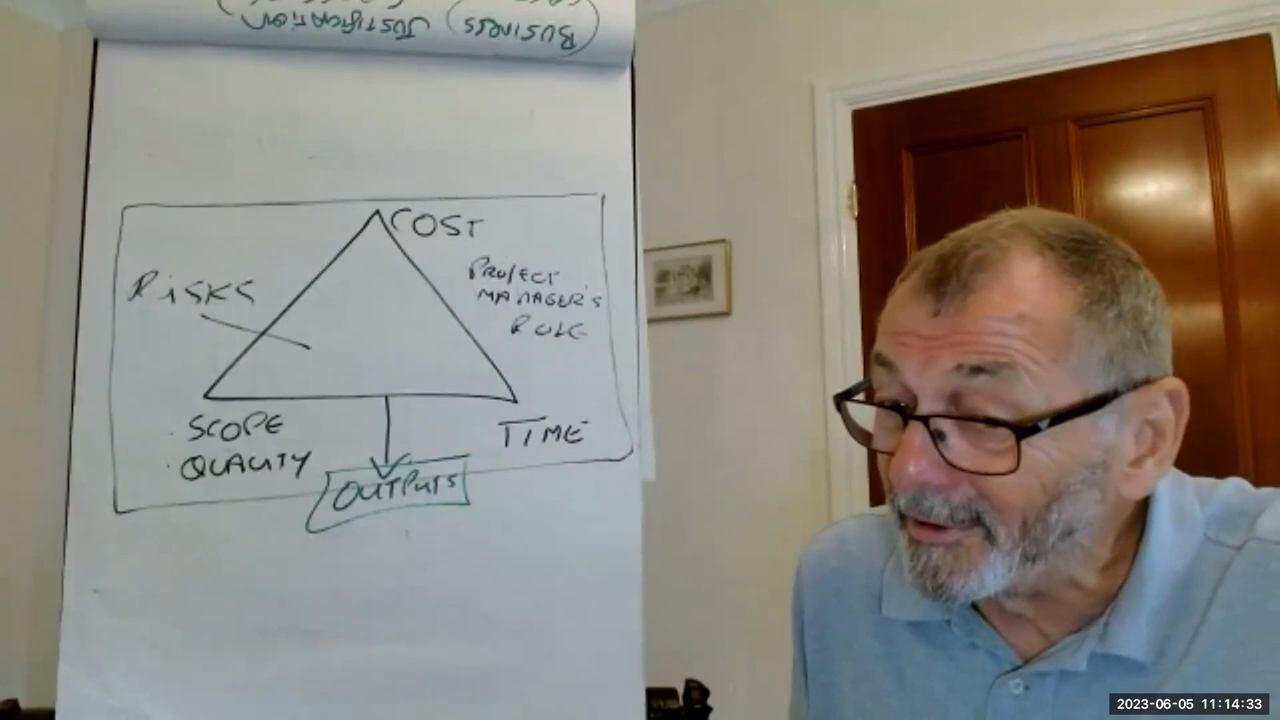 (BUSINESS) JUSTIFICATION
COST
RISKS
PROJECT
MANAGER'S
ROLE
· SCOPE
· QUALITY
TIME
OUTPUTS
2023-06-05 11:14:33